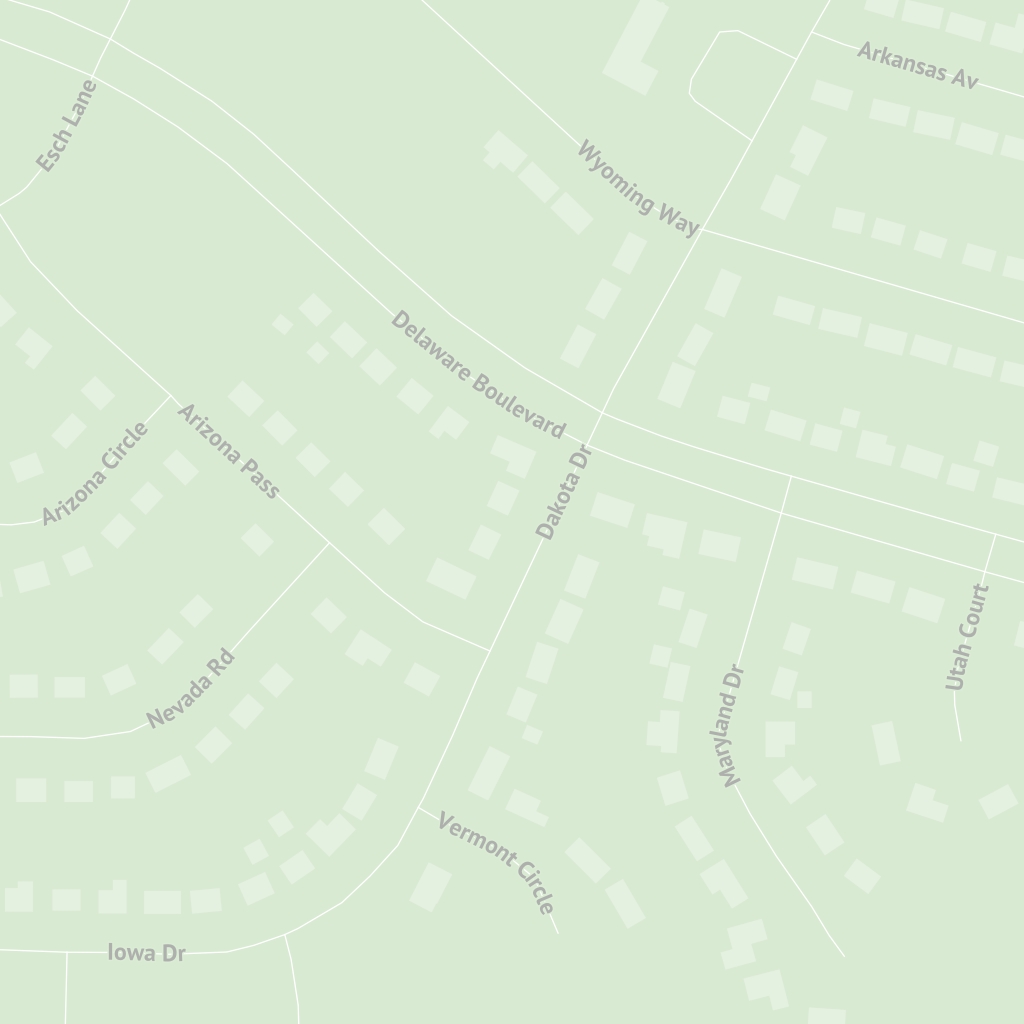 Arkansas Av
Esch Lane
Wyoming Way
Delaware Boulevard
Arizona Pass
Arizona Circle
Dakota Dr
Utah Court
Nevada Rd
Maryland Dr
Vermont Circle
Iowa Dr